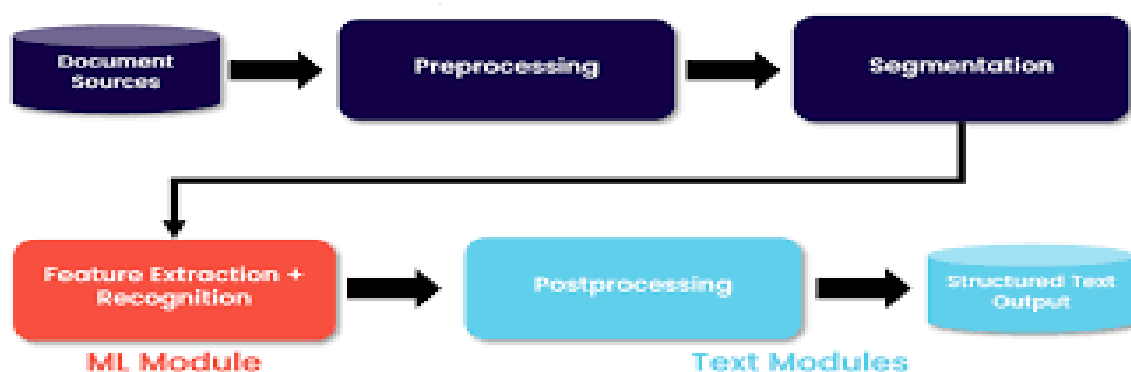 Document
Sources
Preprocessing
Segmentation
Feature Extraction +
Recognition
Postprocessing
Structured Text
Output
ML Module
Text Modules